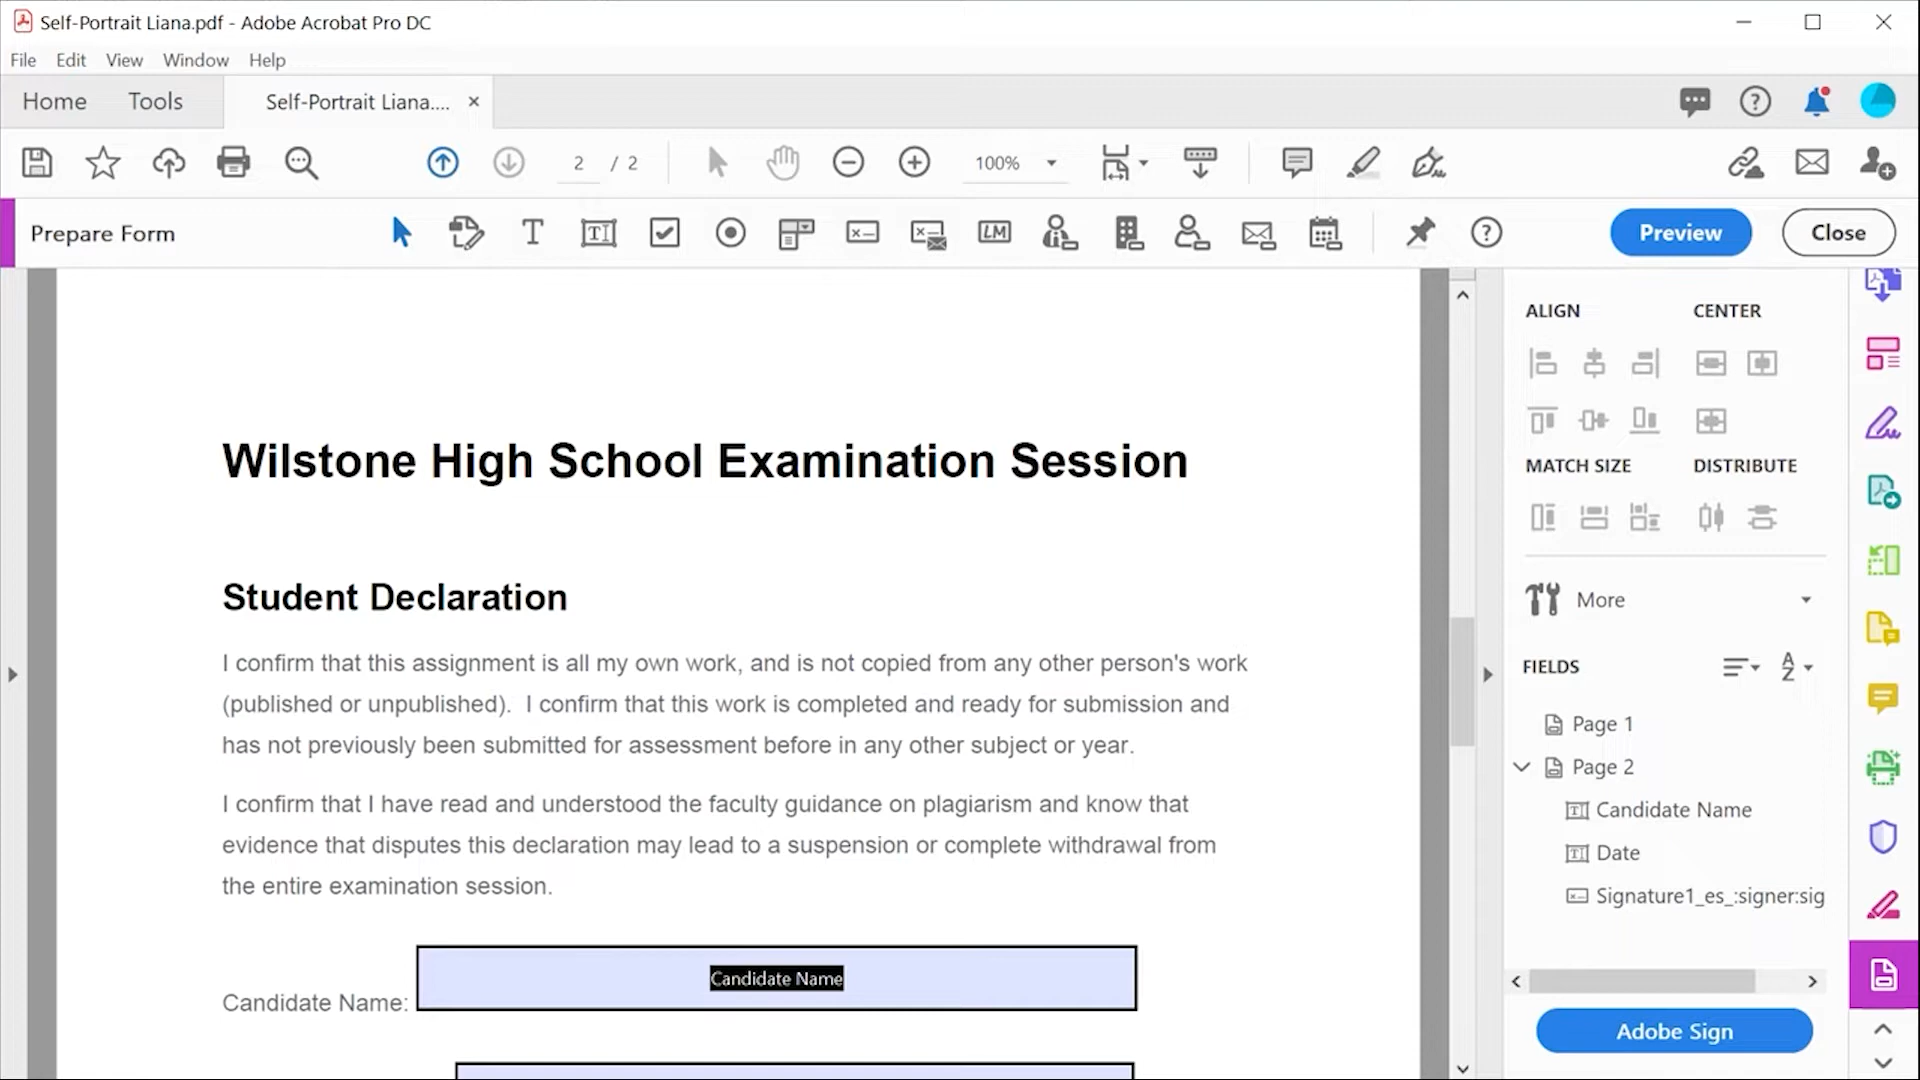 Self-Portrait Liana.pdf - Adobe Acrobat Pro DC
File Edit View Window Help
Home Tools Self-Portrait Liana....
2 / 2 100%
Prepare Form
T
LM
Preview
Close
Wilstone High School Examination Session
Student Declaration
I confirm that this assignment is all my own work, and is not copied from any other person's work
(published or unpublished).  I confirm that this work is completed and ready for submission and
has not previously been submitted for assessment before in any other subject or year.
I confirm that I have read and understood the faculty guidance on plagiarism and know that
evidence that disputes this declaration may lead to a suspension or complete withdrawal from
the entire examination session.
Candidate Name:
Candidate Name
ALIGN CENTER
MATCH SIZE DISTRIBUTE
More
FIELDS
Page 1
Page 2
Candidate Name
Date
Signature1_es_:signer:sig
Adobe Sign